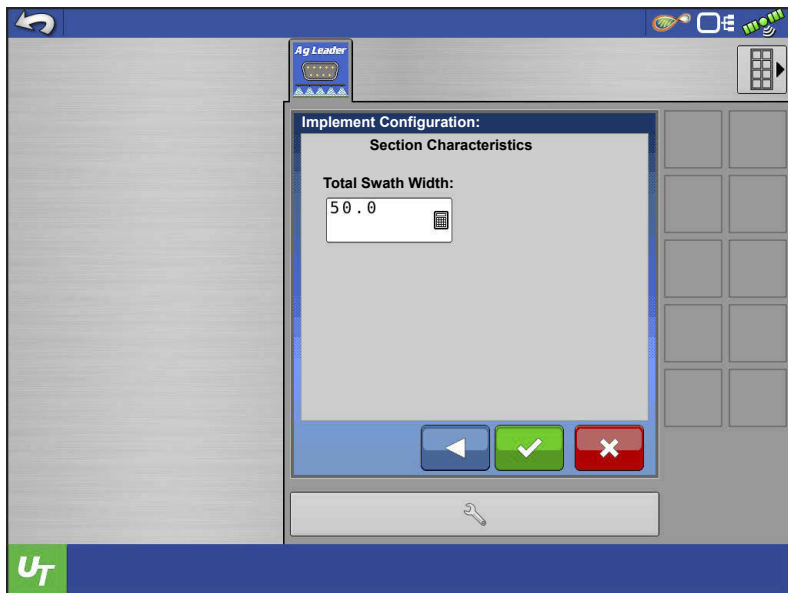 Ag Leader
Implement Configuration:
Section Characteristics
Total Swath Width:
50.0
UT